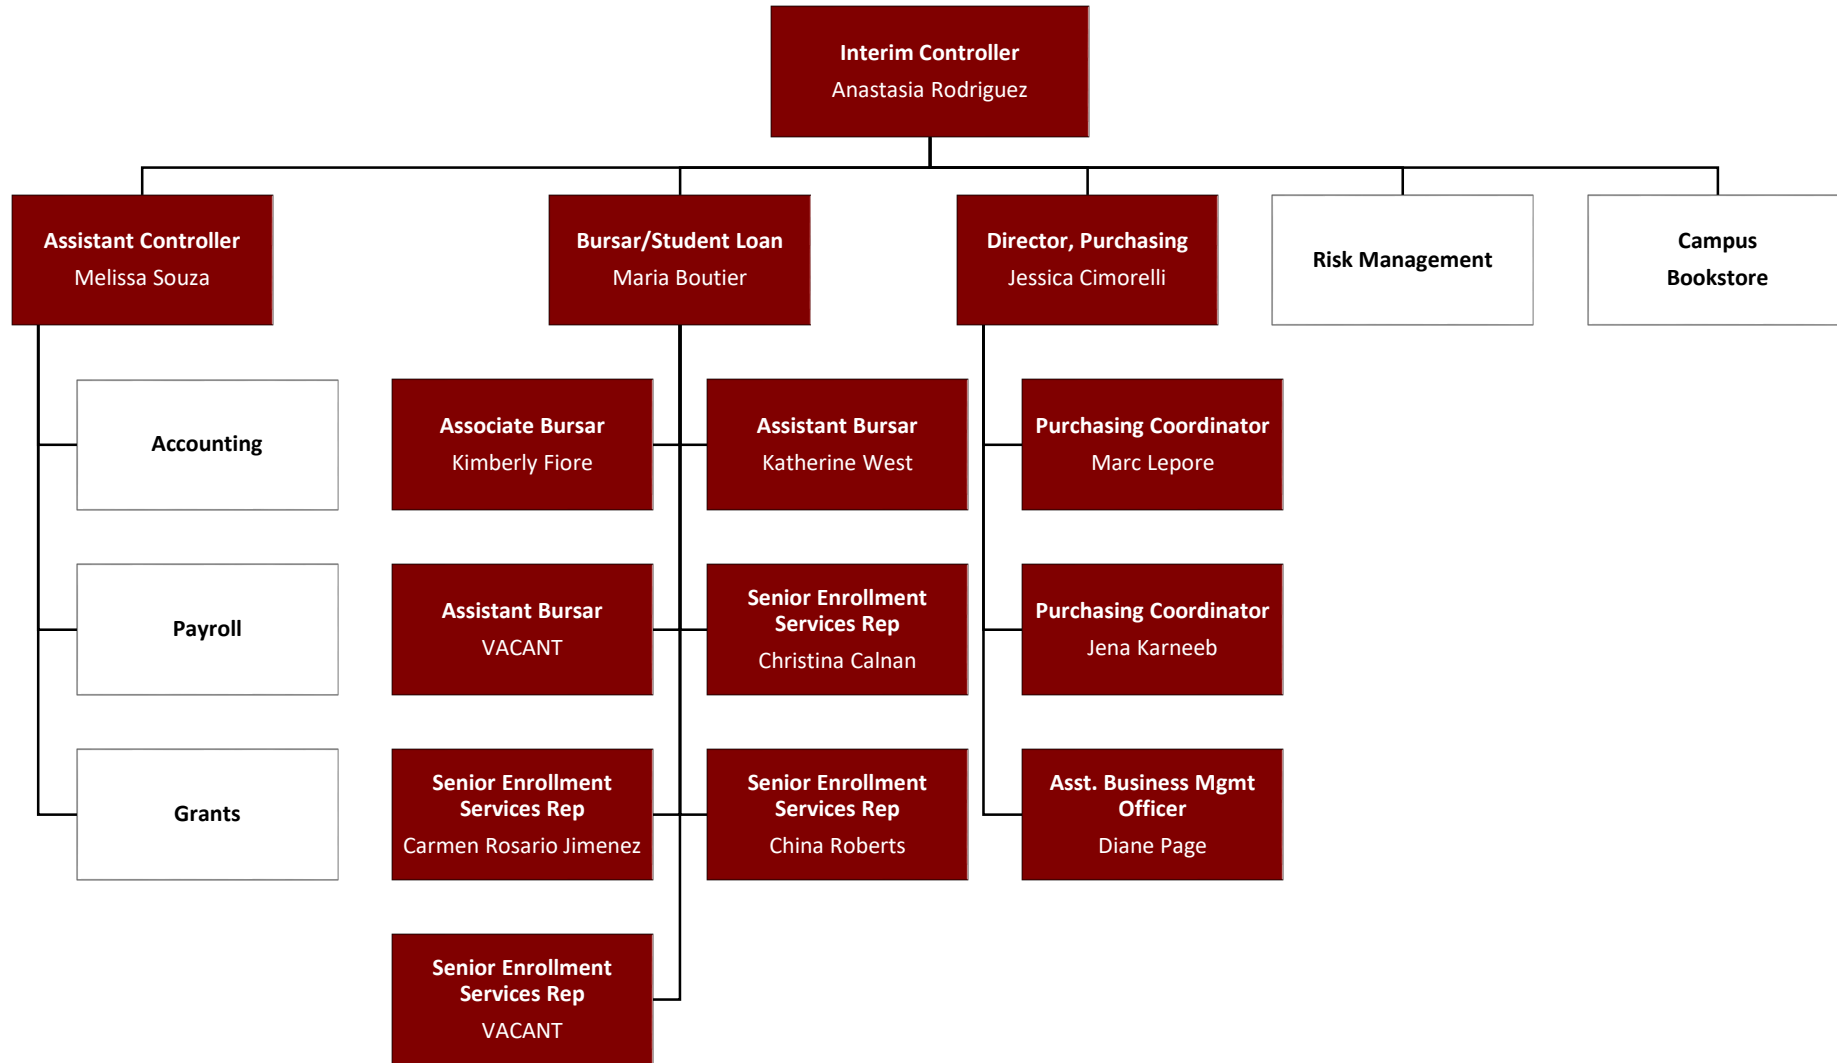 Interim Controller
Anastasia Rodriguez
Assistant Controller
Melissa Souza
Bursar/Student Loan
Maria Boutier
Director, Purchasing
Jessica Cimorelli
Risk Management
Campus
Bookstore
Accounting
Associate Bursar
Kimberly Fiore
Assistant Bursar
Katherine West
Purchasing Coordinator
Marc Lepore
Payroll
Assistant Bursar
VACANT
Senior Enrollment
Services Rep
Christina Calnan
Purchasing Coordinator
Jena Karneeb
Grants
Senior Enrollment
Services Rep
Carmen Rosario Jimenez
Senior Enrollment
Services Rep
China Roberts
Asst. Business Mgmt
Officer
Diane Page
Senior Enrollment
Services Rep
VACANT